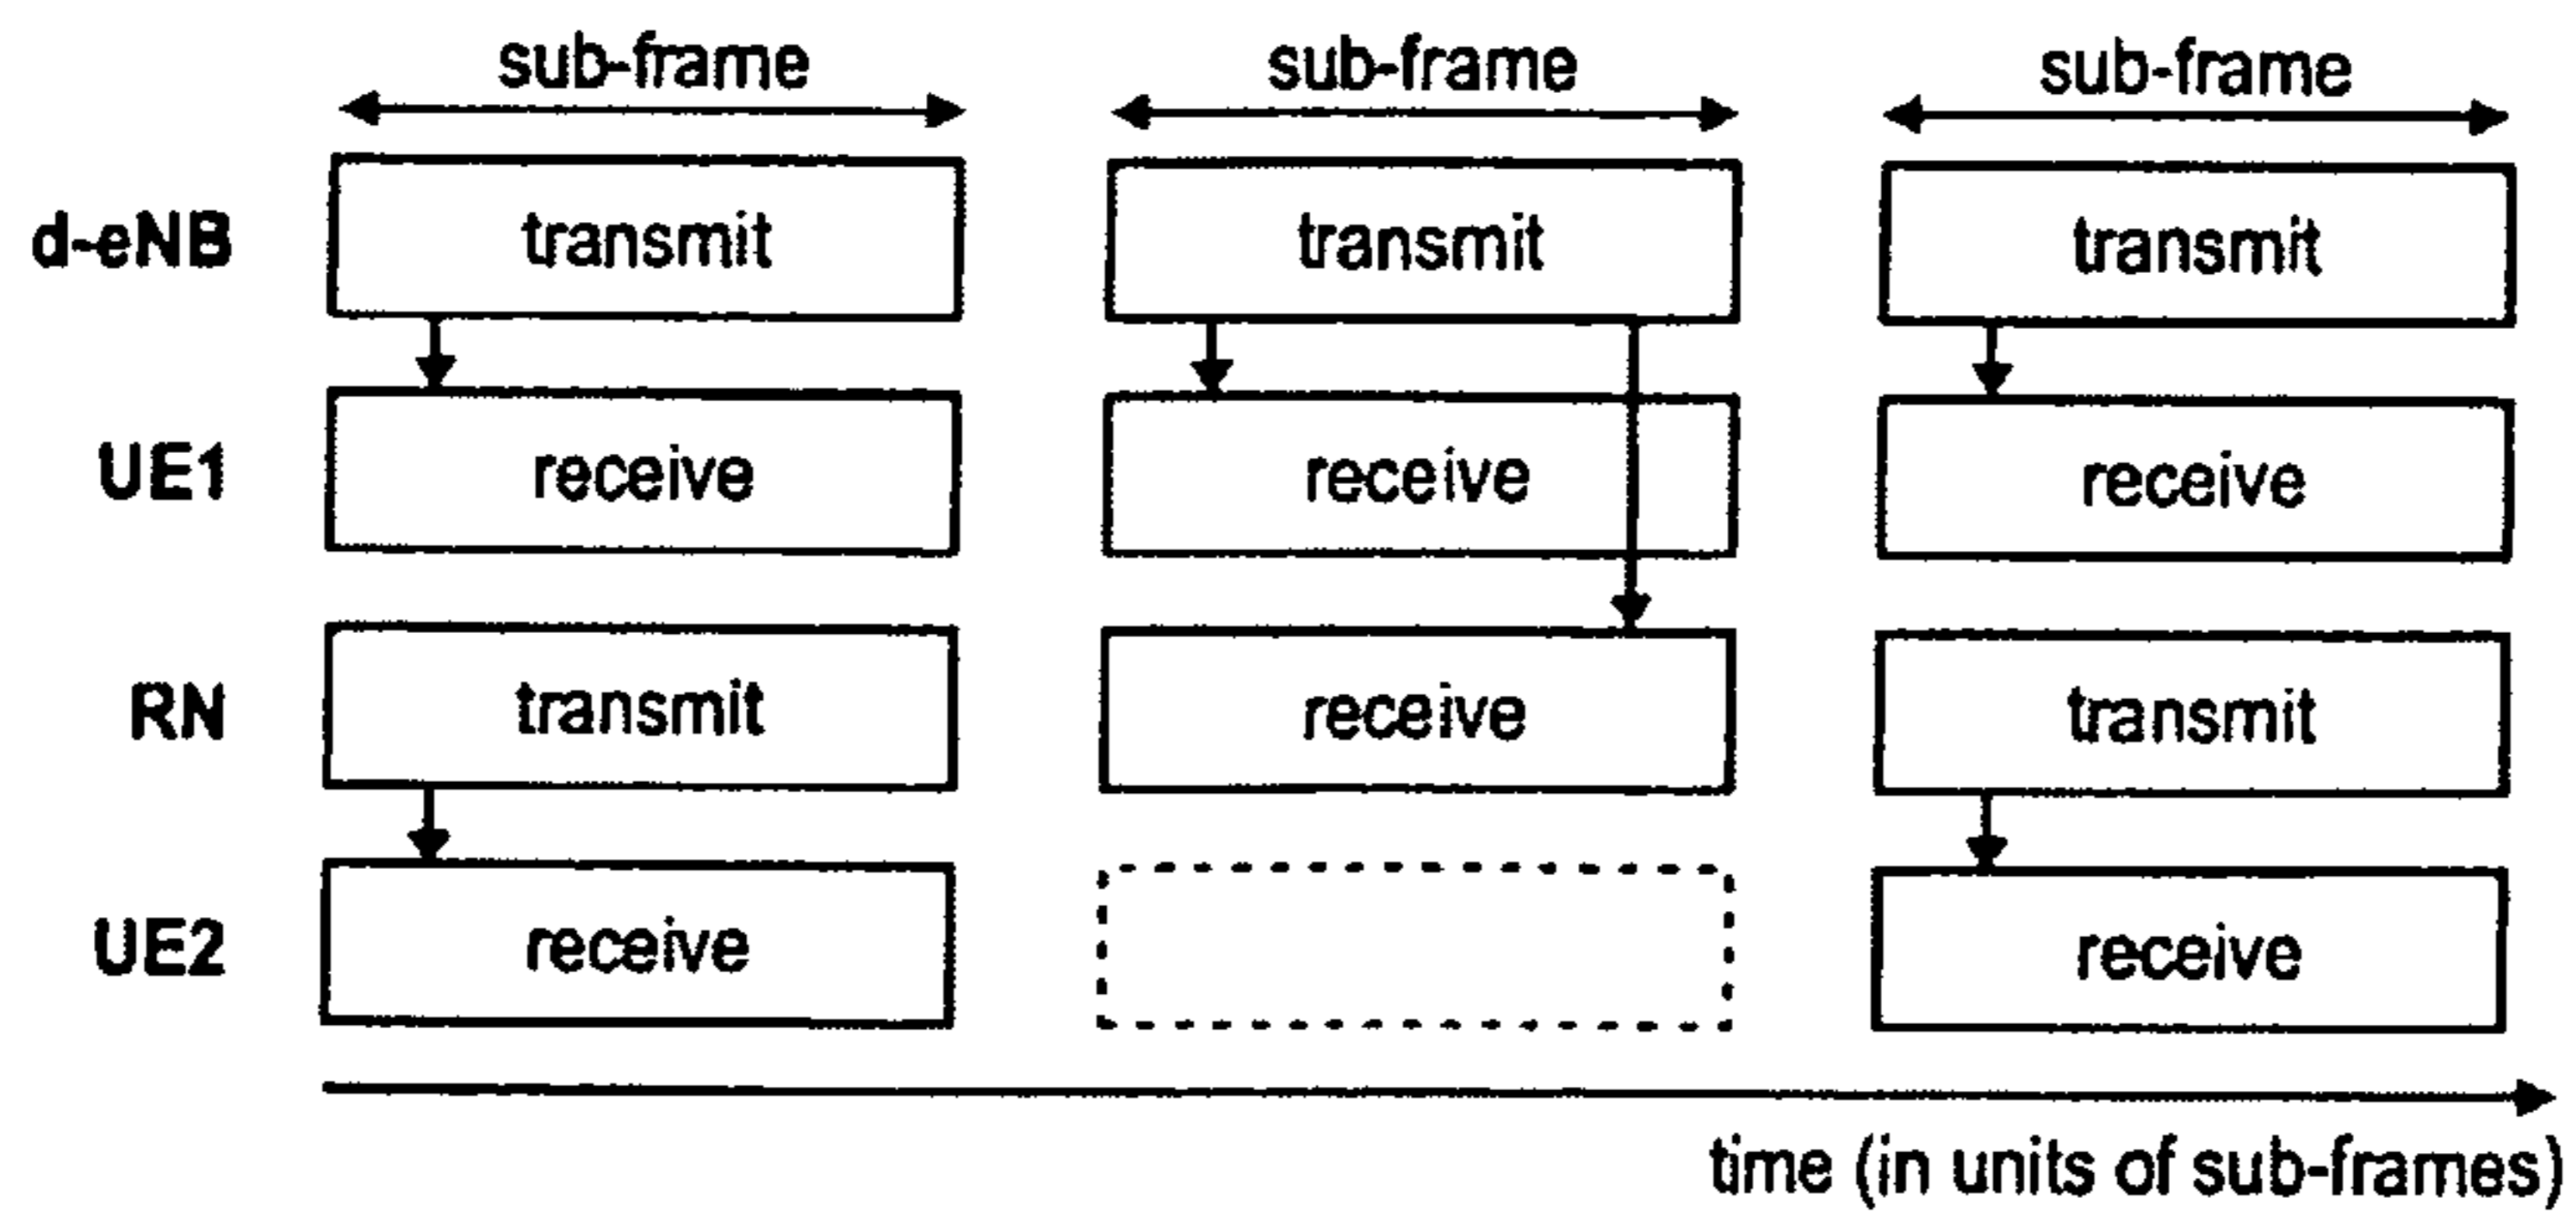 sub-frame sub-frame sub-frame
d-eNB transmit transmit transmit
UE1 receive receive receive
RN transmit receive transmit
UE2 receive receive
time (in units of sub-frames)